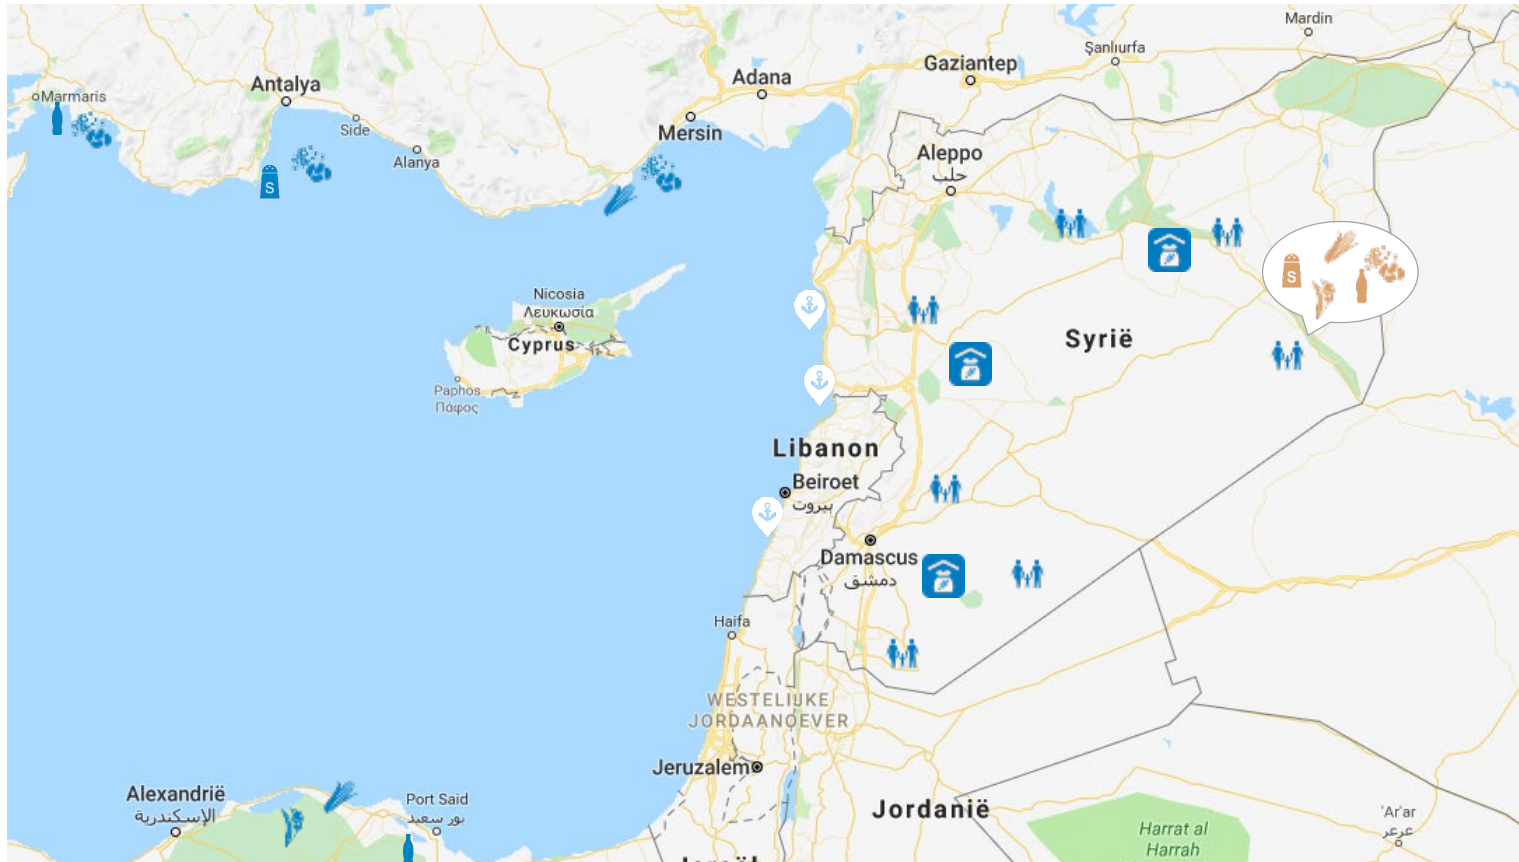 Mardin
Şanlıurfa
Gaziantep
Adana
Antalya
Marmaris
Side
Mersin
Alanya
Aleppo
حلب
S
S
Nicosia
Λευκωσία
Cyprus
Syrië
Paphos
Πάφος
Libanon
Beiroet
بيروت
Damascus
دمشق
Haifa
WESTELIJKE
JORDAANOEVER
Jeruzalem
Alexandrië
الإسكندرية
Port Said
بور سعيد
Jordanië
Harrat al
Harrah
'Ar'ar
عرعر
Israël